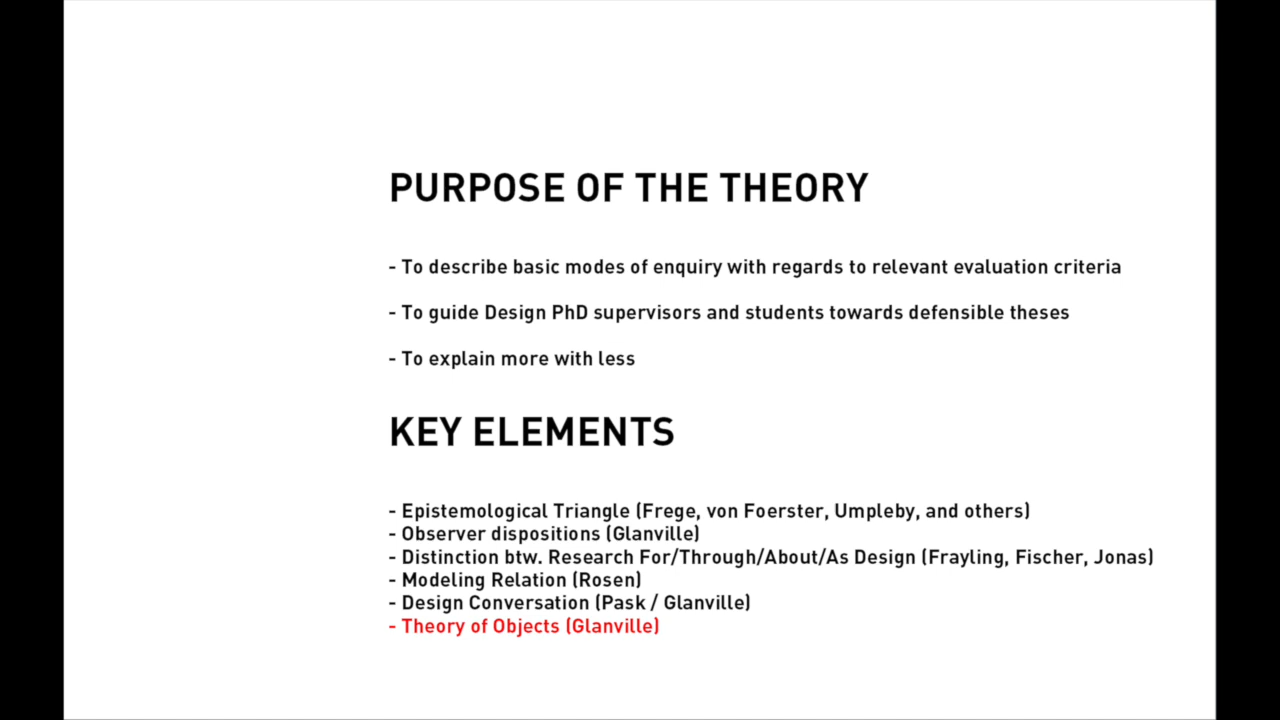 PURPOSE OF THE THEORY
- To describe basic modes of enquiry with regards to relevant evaluation criteria
- To guide Design PhD supervisors and students towards defensible theses
- To explain more with less
KEY ELEMENTS
- Epistemological Triangle (Frege, von Foerster, Umpleby, and others)
- Observer dispositions (Glanville)
- Distinction btw. Research For/Through/About/As Design (Frayling, Fischer, Jonas)
- Modeling Relation (Rosen)
- Design Conversation (Pask / Glanville)
- Theory of Objects (Glanville)